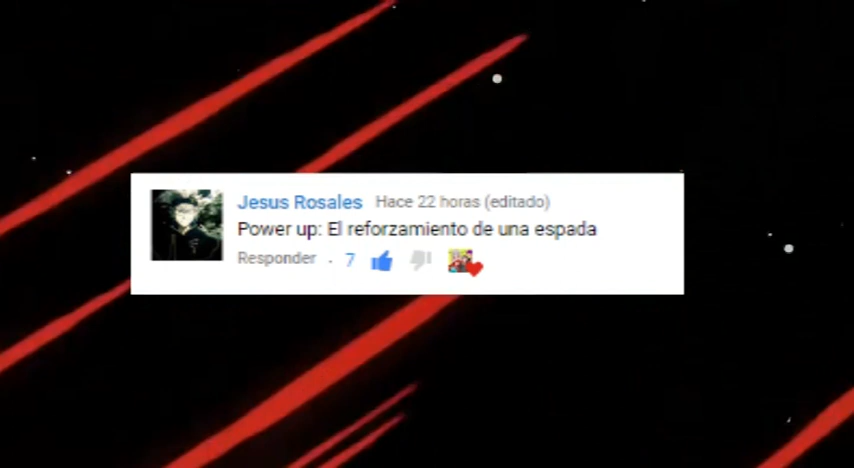 Jesus Rosales Hace 22 horas (editado)
Power up: El reforzamiento de una espada
Responder · 7